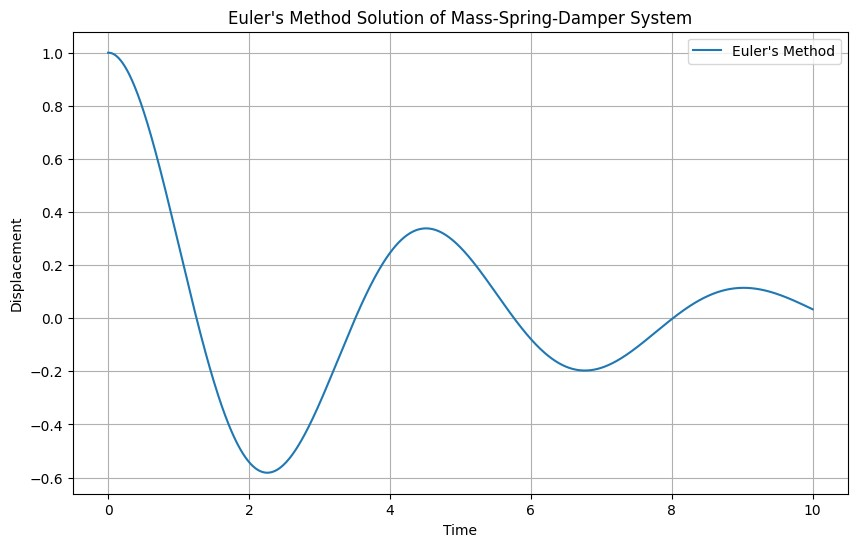 Euler's Method Solution of Mass-Spring-Damper System
Euler's Method
1.0
0.8
0.6
0.4
0.2
0.0
−0.2
−0.4
−0.6
Displacement
0 2 4 6 8 10
Time